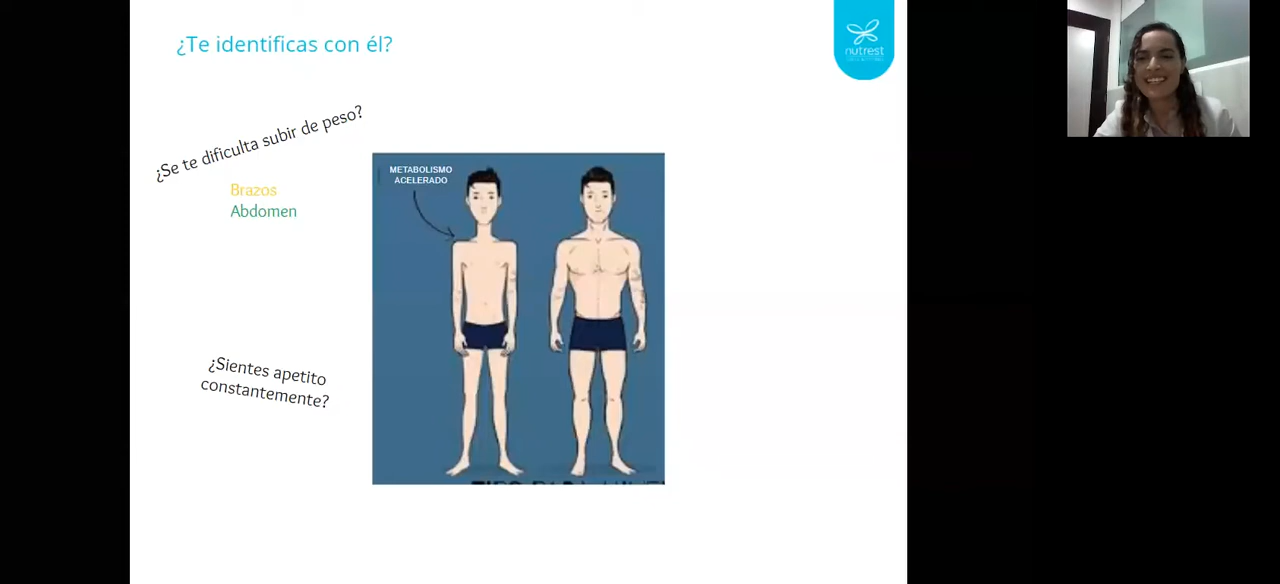 ¿Te identificas con él?
nutrest
¿Se te dificulta subir de peso?
Brazos
Abdomen
METABOLISMO
ACELERADO
¿Sientes apetito
constantemente?